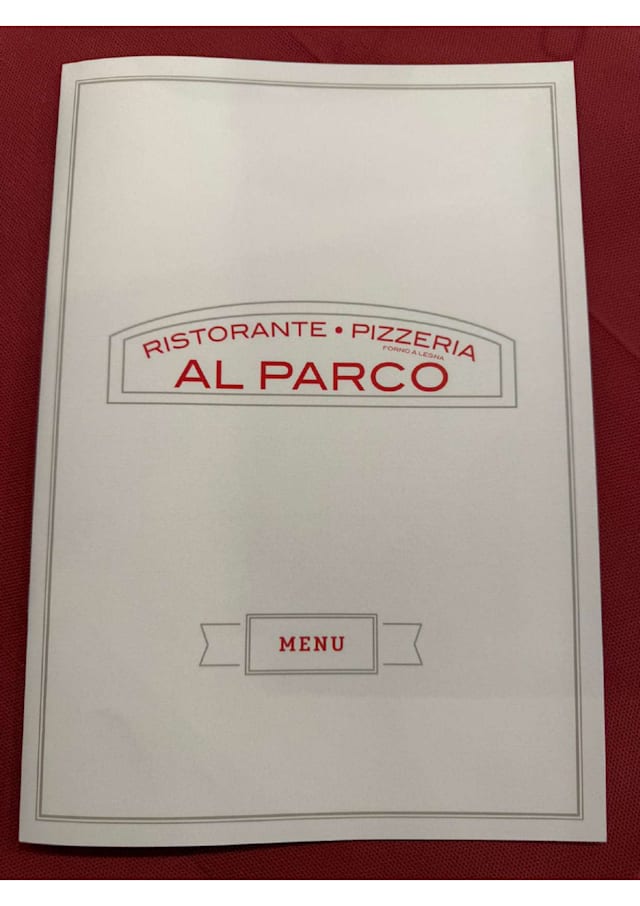 RISTORANTE • PIZZERIA
FORNO A LEGNA
AL PARCO
MENU